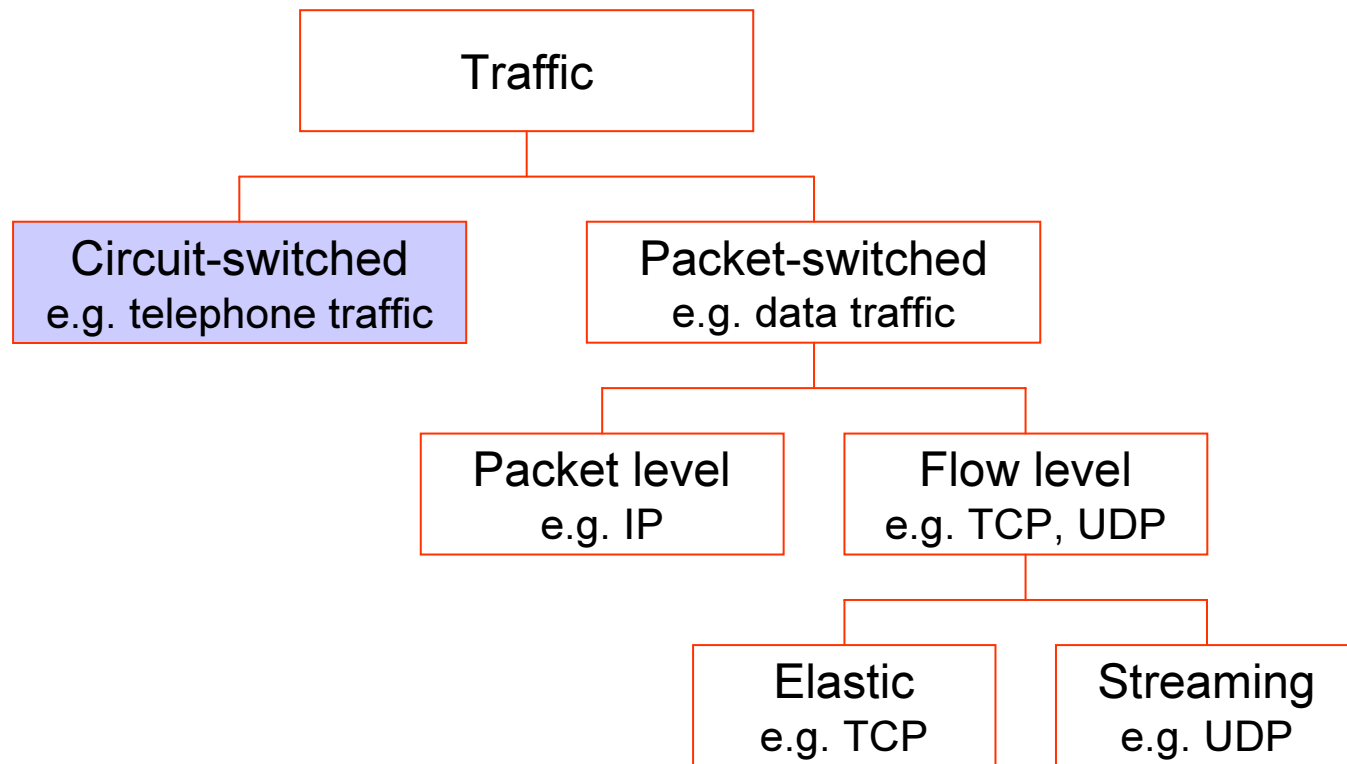 Traffic
Circuit-switched
e.g. telephone traffic
Packet-switched
e.g. data traffic
Packet level
e.g. IP
Flow level
e.g. TCP, UDP
Elastic
e.g. TCP
Streaming
e.g. UDP